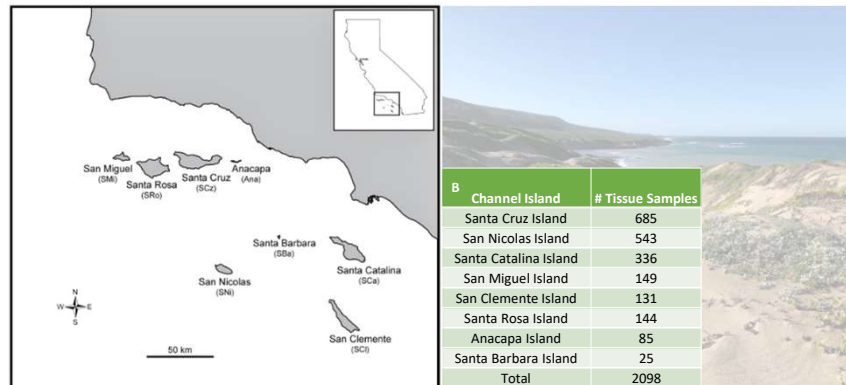 San Miguel
(SMi)
Santa Rosa
(SRo)
Santa Cruz
(SCz)
Anacapa
(Ana)
Santa Barbara
(SBa)
San Nicolas
(SNi)
Santa Catalina
(SCa)
San Clemente
(SCl)
N
W E
S
50 km
B
Channel Island # Tissue Samples
Santa Cruz Island 685
San Nicolas Island 543
Santa Catalina Island 336
San Miguel Island 149
San Clemente Island 131
Santa Rosa Island 144
Anacapa Island 85
Santa Barbara Island 25
Total 2098